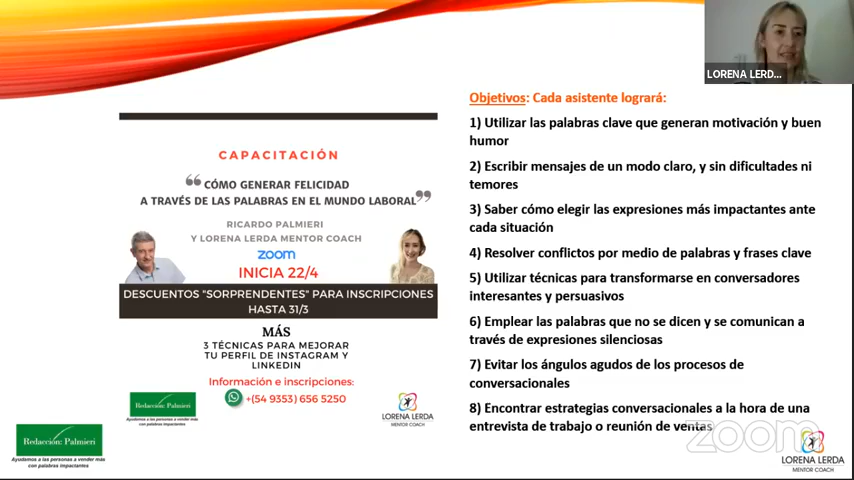 LORENA LERD...
CAPACITACIÓN
“CÓMO GENERAR FELICIDAD
A TRAVÉS DE LAS PALABRAS EN EL MUNDO LABORAL”
RICARDO PALMIERI
Y LORENA LERDA MENTOR COACH
zoom
INICIA 22/4
DESCUENTOS "SORPRENDENTES" PARA INSCRIPCIONES
HASTA 31/3
MÁS
3 TÉCNICAS PARA MEJORAR
TU PERFIL DE INSTAGRAM Y
LINKEDIN
Información e inscripciones:
+(54 9353) 656 5250
Redacción: Palmieri
Ayudamos a las personas a vender más
con palabras impactantes
LORENA LERDA
MENTOR COACH
Redacción: Palmieri
Ayudamos a las personas a vender más
con palabras impactantes
Objetivos: Cada asistente logrará:
1) Utilizar las palabras clave que generan motivación y buen
humor
2) Escribir mensajes de un modo claro, y sin dificultades ni
temores
3) Saber cómo elegir las expresiones más impactantes ante
cada situación
4) Resolver conflictos por medio de palabras y frases clave
5) Utilizar técnicas para transformarse en conversadores
interesantes y persuasivos
6) Emplear las palabras que no se dicen y se comunican a
través de expresiones silenciosas
7) Evitar los ángulos agudos de los procesos de
conversacionales
8) Encontrar estrategias conversacionales a la hora de una
entrevista de trabajo o reunión de ventas
zoom
LORENA LERDA
MENTOR COACH